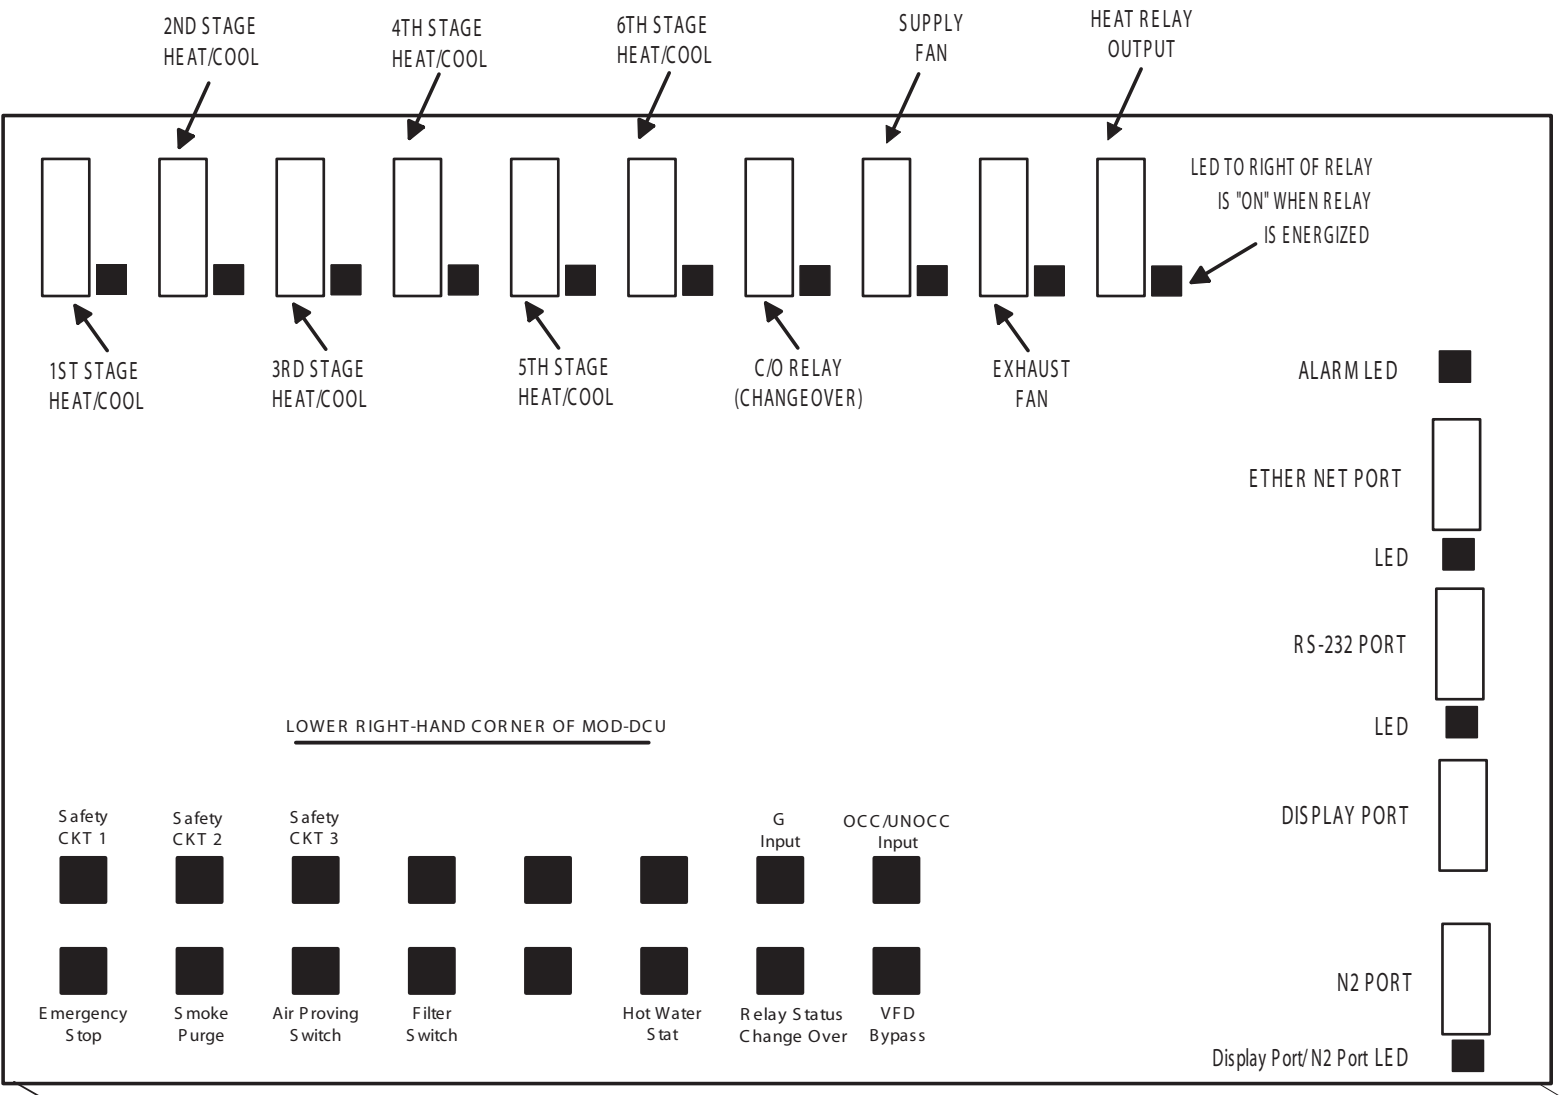 2ND STAGE
HEAT/COOL
4TH STAGE
HEAT/COOL
6TH STAGE
HEAT/COOL
SUPPLY
FAN
HEAT RELAY
OUTPUT
LED TO RIGHT OF RELAY
IS "ON" WHEN RELAY
IS ENERGIZED
1ST STAGE
HEAT/COOL
3RD STAGE
HEAT/COOL
5TH STAGE
HEAT/COOL
C/O RELAY
(CHANGEOVER)
EXHAUST
FAN
ALARM LED
ETHER NET PORT
LED
RS-232 PORT
LED
DISPLAY PORT
N2 PORT
Display Port/ N2 Port LED
LOWER RIGHT-HAND CORNER OF MOD-DCU
Safety
CKT 1
Safety
CKT 2
Safety
CKT 3
G
Input
OCC/UNOCC
Input
Emergency
Stop
Smoke
Purge
Air Proving
Switch
Filter
Switch
Hot Water
Stat
Relay Status
Change Over
VFD
Bypass